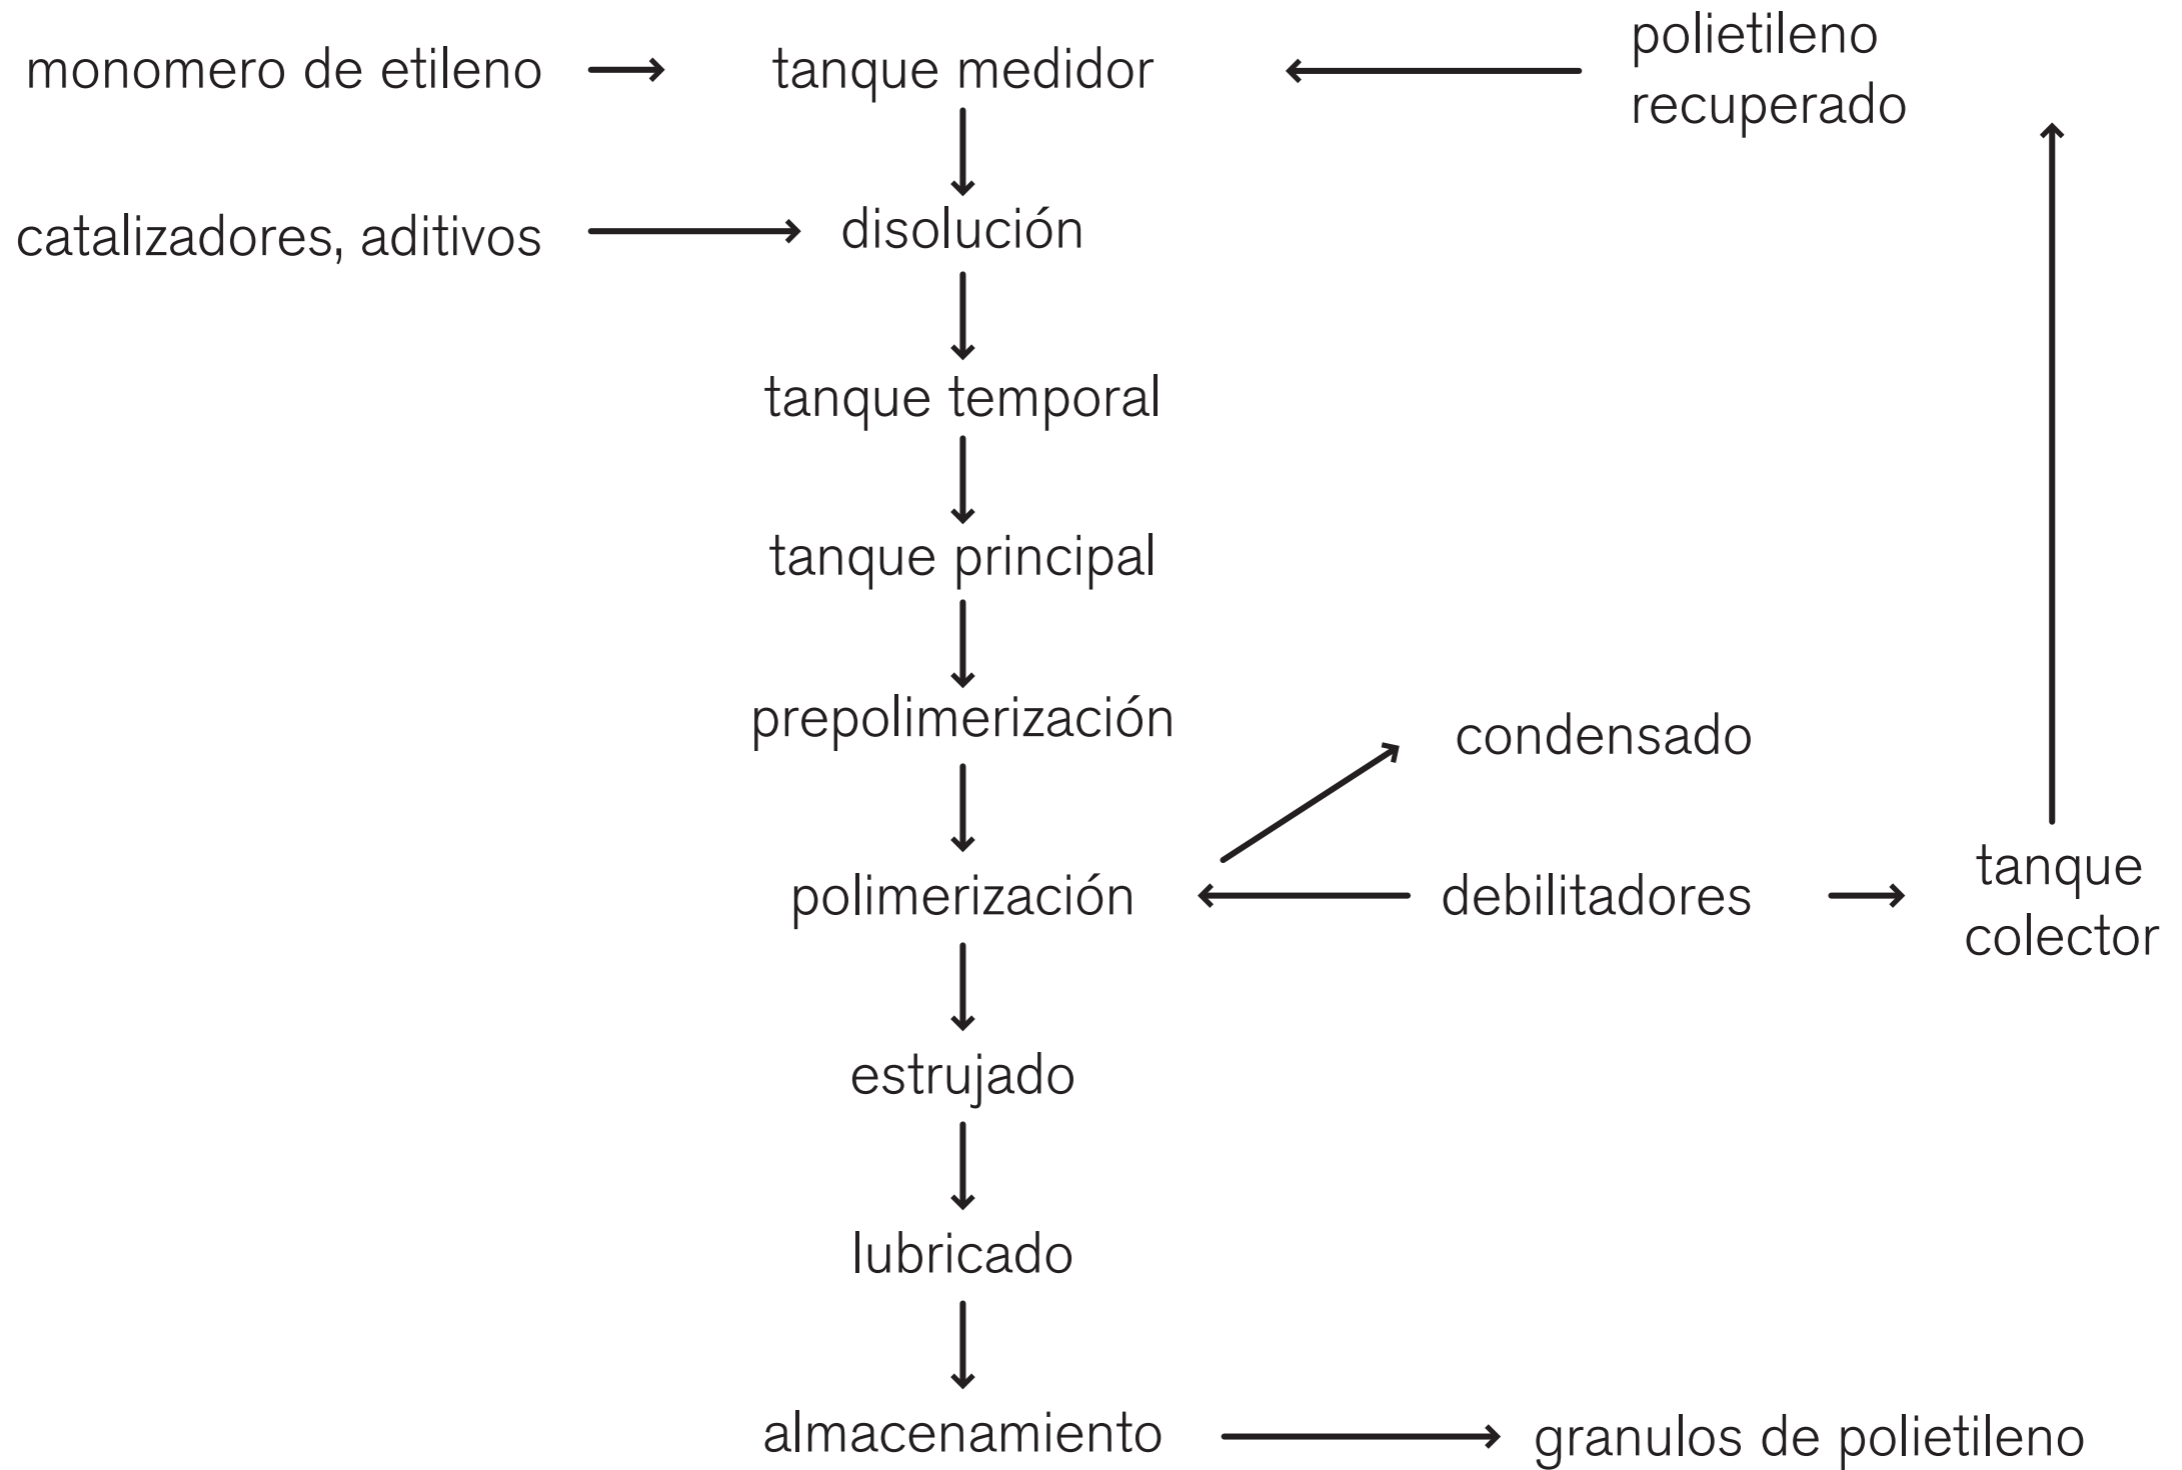 monomero de etileno
tanque medidor
polietileno
recuperado
catalizadores, aditivos
disolución
tanque temporal
tanque principal
prepolimerización
condensado
polimerización
debilitadores
tanque
colector
estrujado
lubricado
almacenamiento
granulos de polietileno